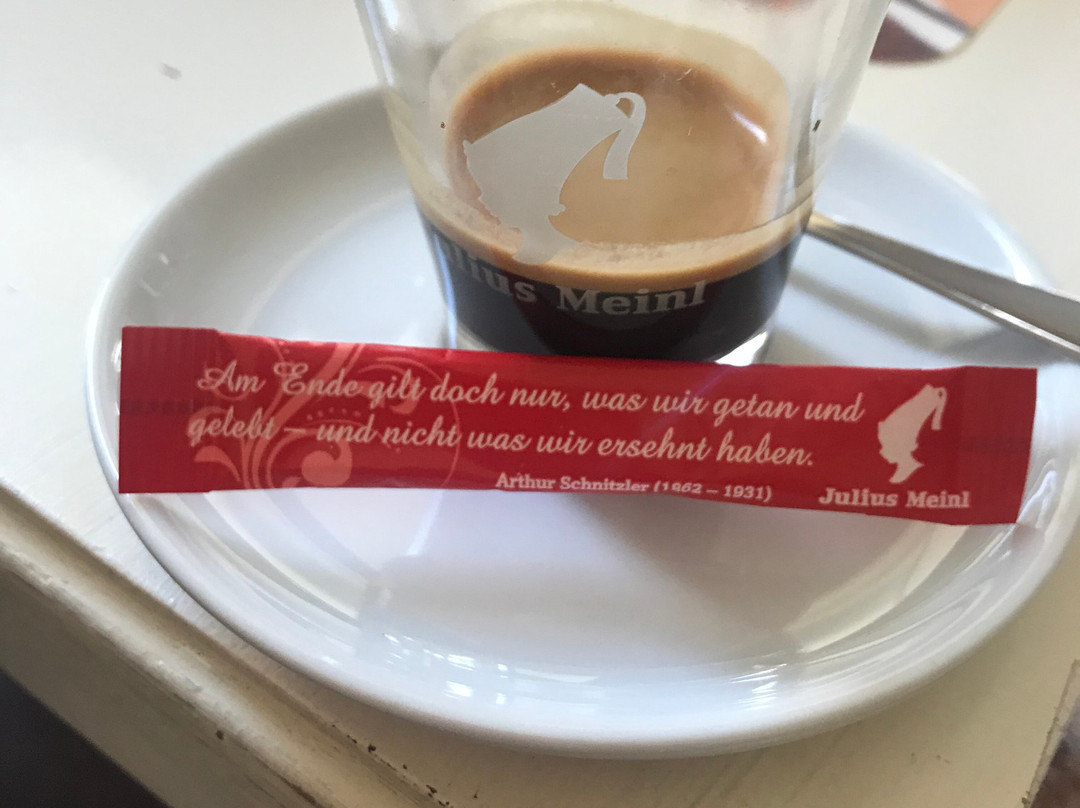 Julius Meinl
Am Ende gilt doch nur, was wir getan und
gelebt – und nicht was wir ersehnt haben.
Arthur Schnitzler (1862 – 1931)
Julius Meinl